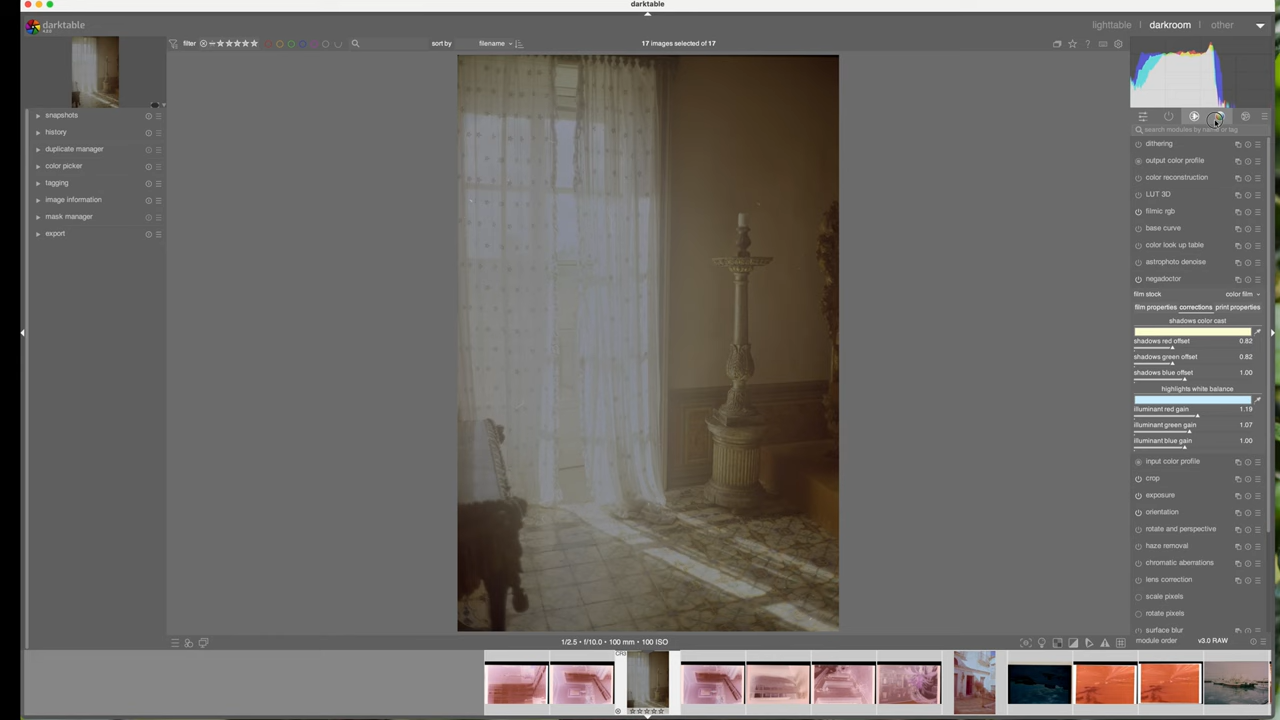 darktable
darktable
lighttable darkroom other
filter sort by filename 17 images selected of 17
snapshots
history
duplicate manager
color picker
tagging
image information
mask manager
export
search modules by name or tag
dithering
output color profile
color reconstruction
LUT 3D
filmic rgb
base curve
color look up table
astrophoto denoise
negadoctor
film stock color film
film properties corrections print properties
shadows color cast
shadows red offset 0.82
shadows green offset 0.82
shadows blue offset 1.00
highlights white balance
illuminant red gain 1.19
illuminant green gain 1.07
illuminant blue gain 1.00
input color profile
crop
exposure
orientation
rotate and perspective
haze removal
chromatic aberrations
lens correction
scale pixels
rotate pixels
surface blur
module order v3.0 RAW
1/2.5 • f/10.0 • 100 mm • 100 ISO